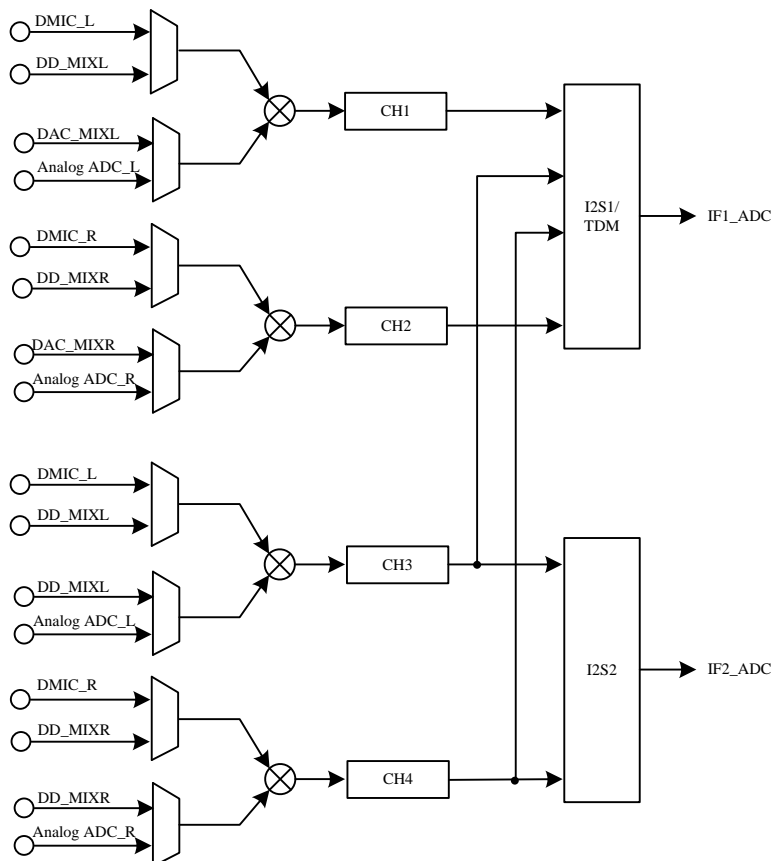 DMIC_L
DD_MIXL
DAC_MIXL
Analog ADC_L
CH1
DMIC_R
DD_MIXR
DAC_MIXR
Analog ADC_R
CH2
I2S1/
TDM
IF1_ADC
DMIC_L
DD_MIXL
DD_MIXL
Analog ADC_L
CH3
DMIC_R
DD_MIXR
DD_MIXR
Analog ADC_R
CH4
I2S2
IF2_ADC